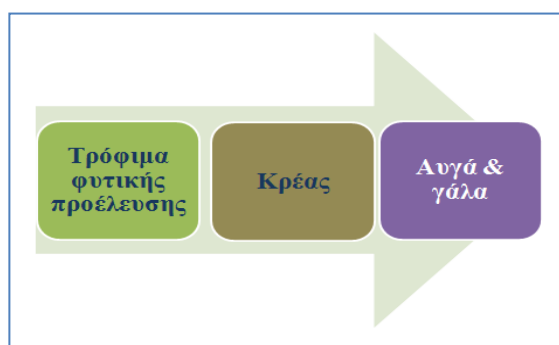 Τρόφιμα
φυτικής
προέλευσης
Κρέας
Αυγά &
γάλα